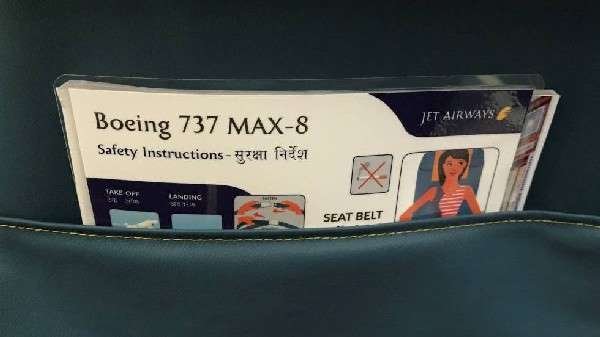 Boeing 737 MAX-8
JET AIRWAYS
Safety Instructions - सुरक्षा निर्देश
TAKE OFF
LANDING
SEAT BELT